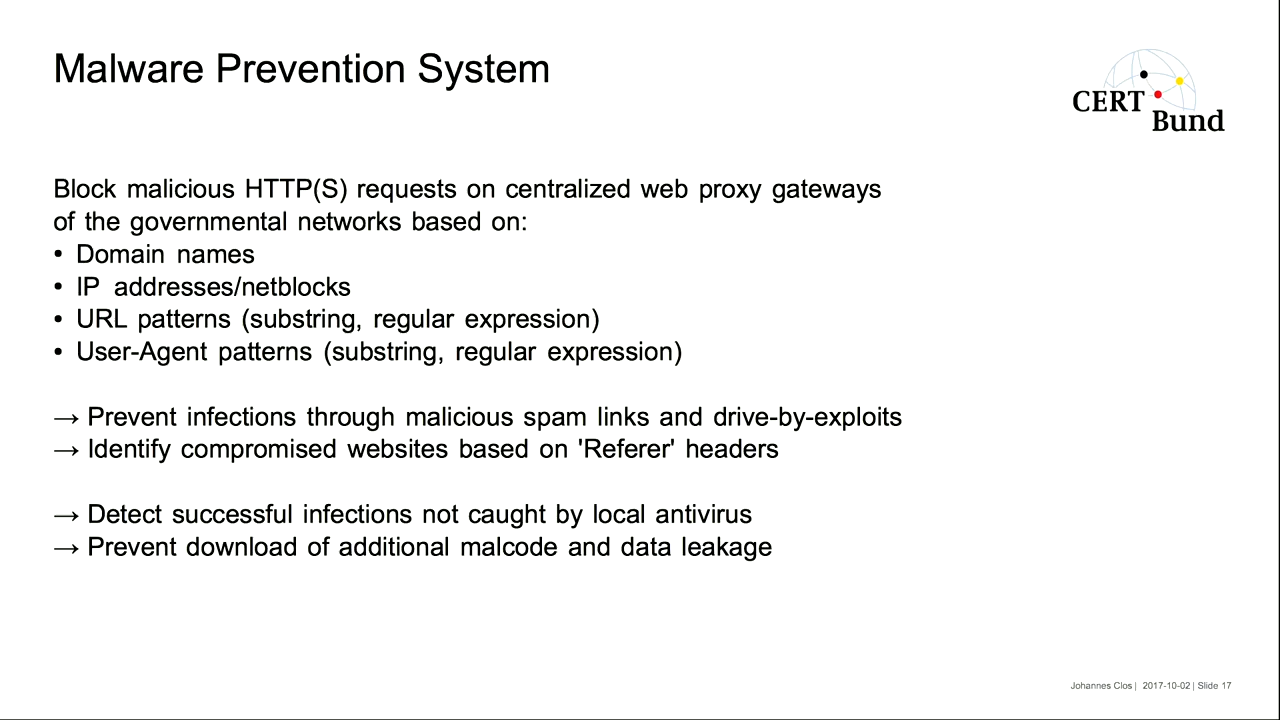 Malware Prevention System
CERT
Bund
Block malicious HTTP(S) requests on centralized web proxy gateways
of the governmental networks based on:
• Domain names
• IP addresses/netblocks
• URL patterns (substring, regular expression)
• User-Agent patterns (substring, regular expression)
→ Prevent infections through malicious spam links and drive-by-exploits
→ Identify compromised websites based on 'Referer' headers
→ Detect successful infections not caught by local antivirus
→ Prevent download of additional malcode and data leakage
Johannes Clos | 2017-10-02 | Slide 17